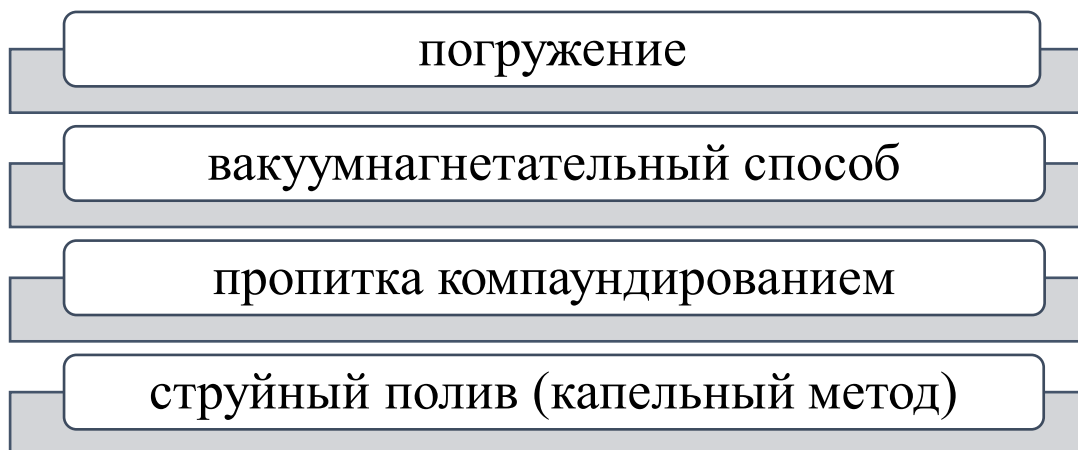 погружение
вакуумнагнетательный способ
пропитка компаундированием
струйный полив (капельный метод)